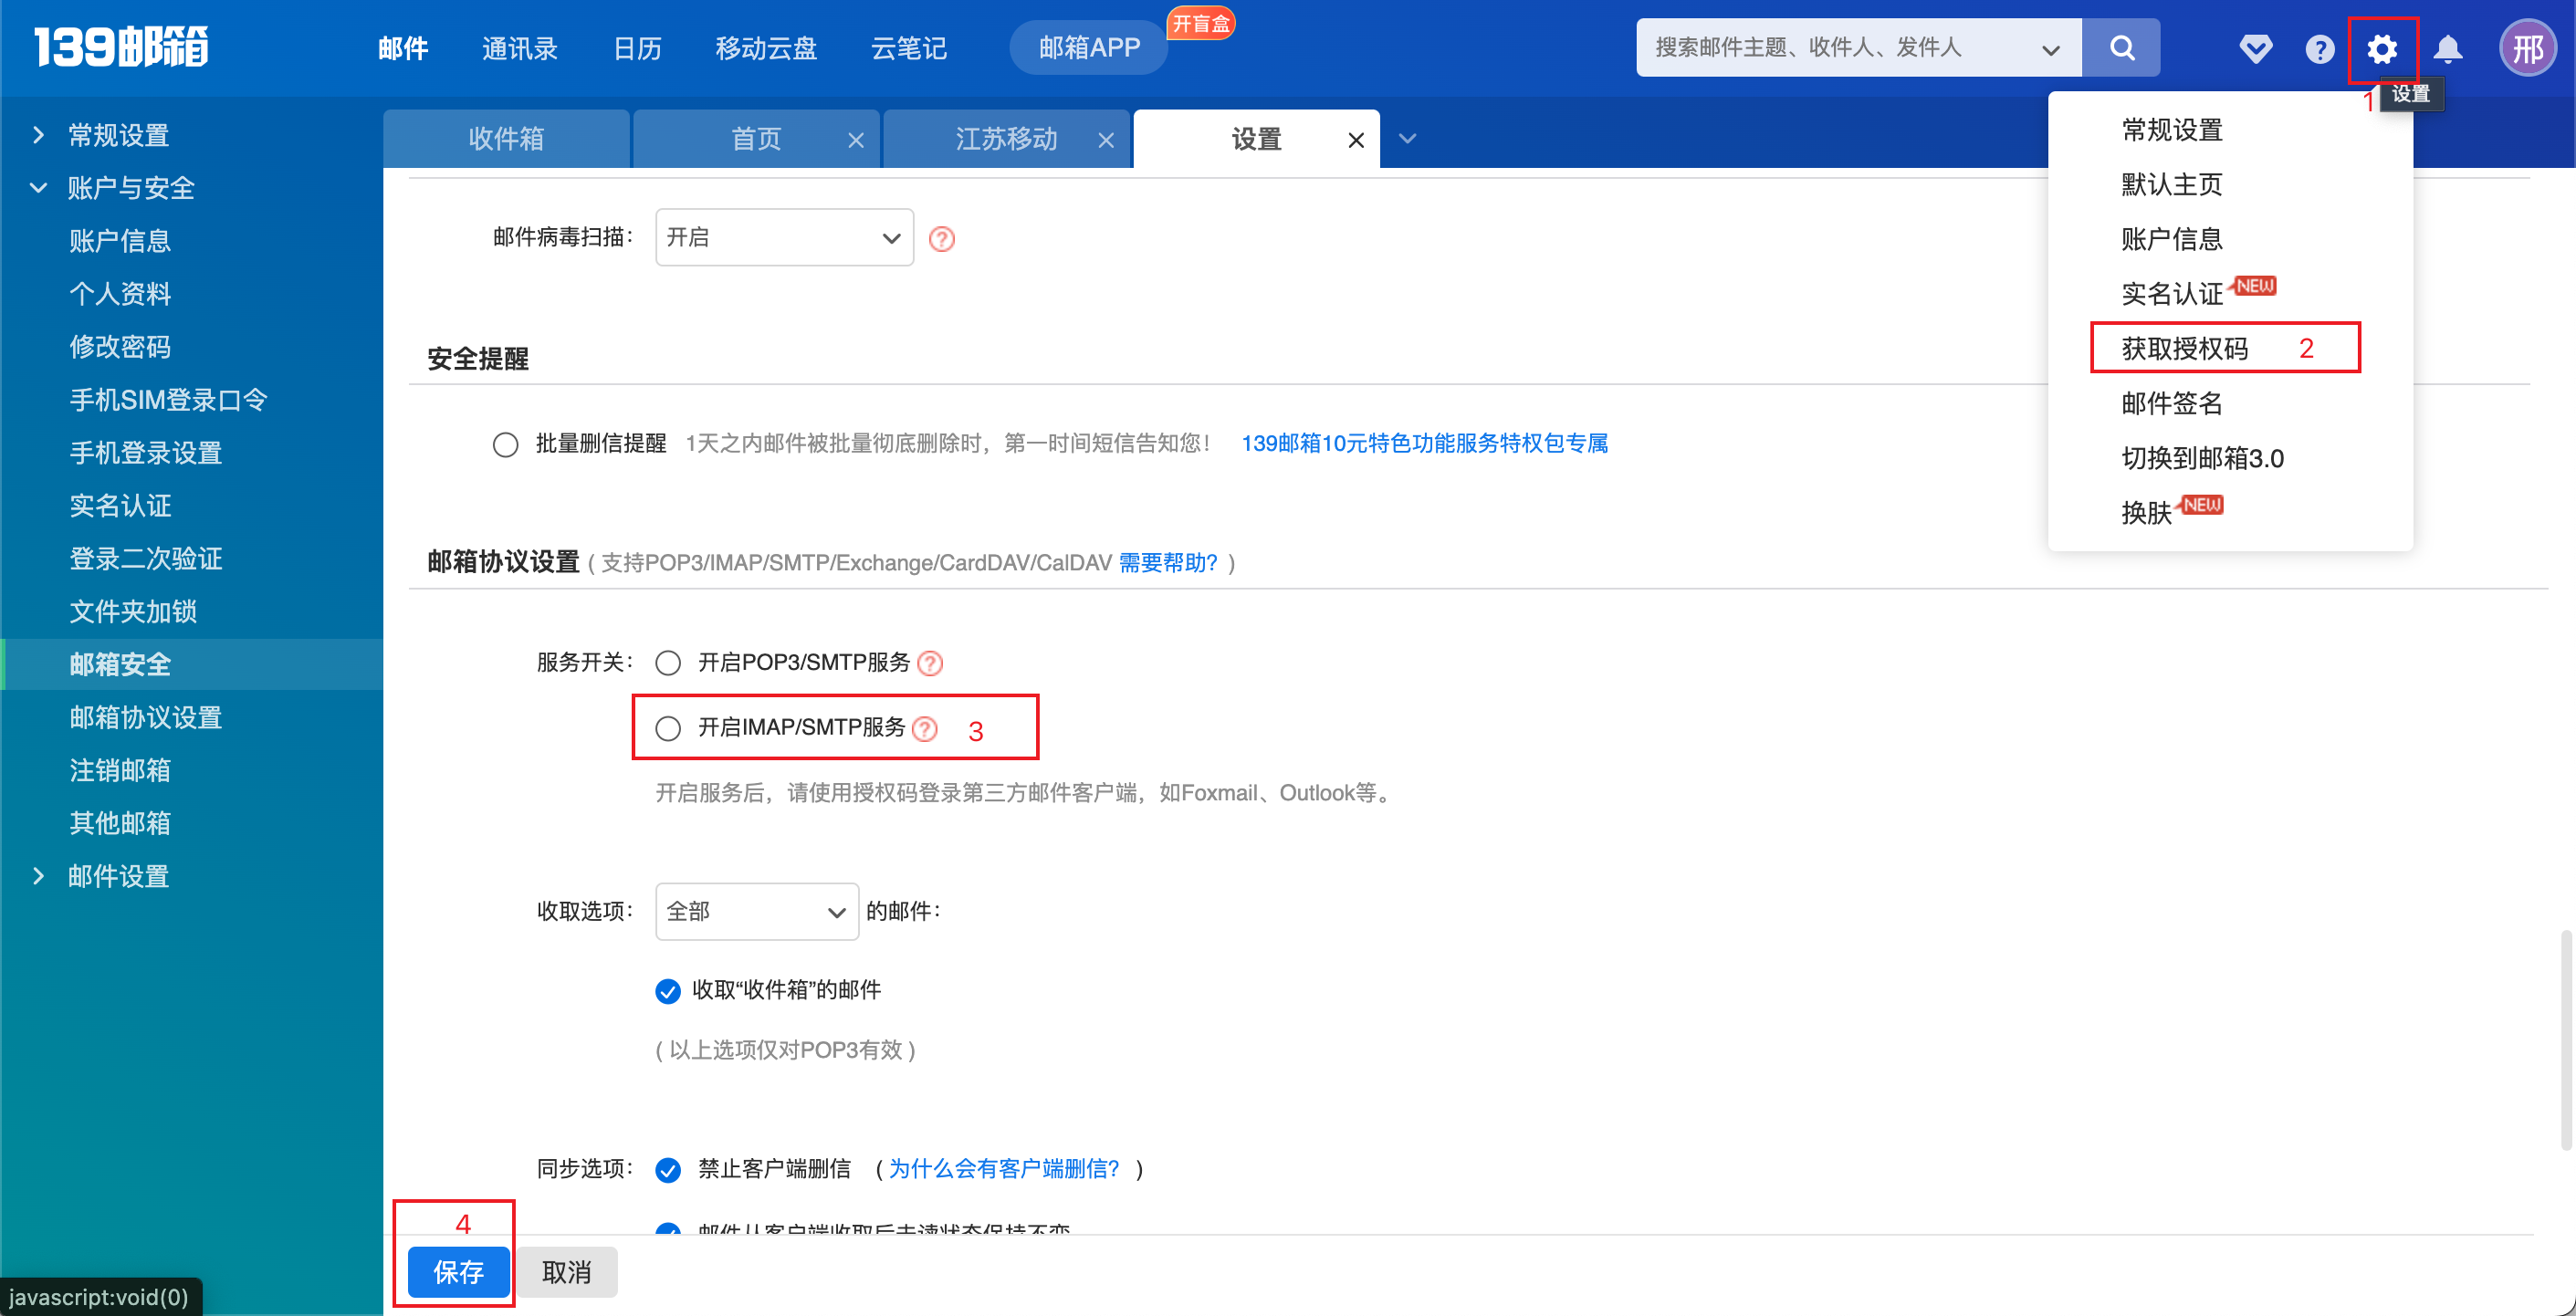 139邮箱
邮件
通讯录
日历
移动云盘
云笔记
邮箱APP
开盲盒
搜索邮件主题、收件人、发件人
邢
1
设置
常规设置
账户与安全
账户信息
个人资料
修改密码
手机SIM登录口令
手机登录设置
实名认证
登录二次验证
文件夹加锁
邮箱安全
邮箱协议设置
注销邮箱
其他邮箱
邮件设置
收件箱
首页
江苏移动
设置
常规设置
默认主页
账户信息
实名认证 NEW
获取授权码 2
邮件签名
切换到邮箱3.0
换肤 NEW
邮件病毒扫描： 开启
安全提醒
批量删信提醒 1天之内邮件被批量彻底删除时，第一时间短信告知您！ 139邮箱10元特色功能服务特权包专属
邮箱协议设置 ( 支持POP3/IMAP/SMTP/Exchange/CardDAV/CalDAV 需要帮助? )
服务开关： 开启POP3/SMTP服务
开启IMAP/SMTP服务 3
开启服务后，请使用授权码登录第三方邮件客户端，如Foxmail、Outlook等。
收取选项： 全部 的邮件：
收取“收件箱”的邮件
( 以上选项仅对POP3有效 )
同步选项： 禁止客户端删信 ( 为什么会有客户端删信? )
4
保存
取消
javascript:void(0)